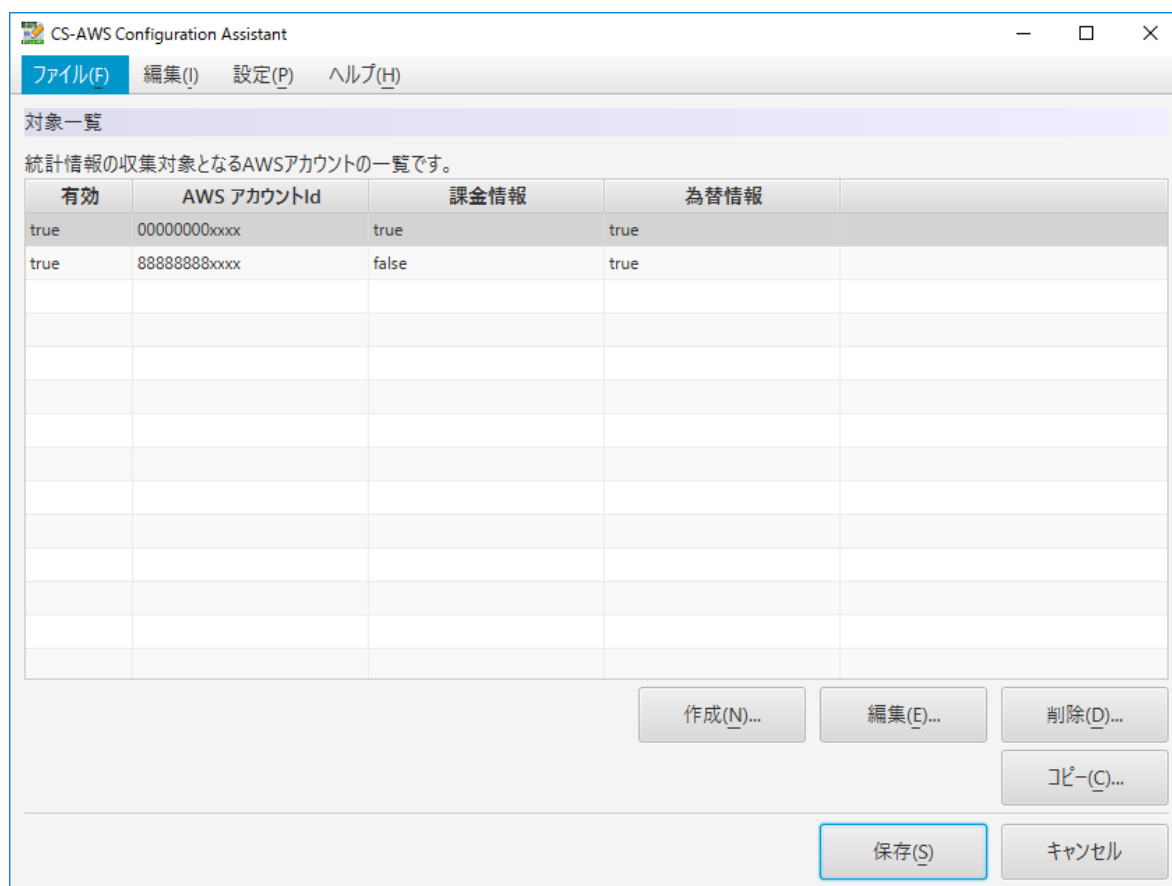 CS-AWS Configuration Assistant
ファイル(F) 編集(I) 設定(P) ヘルプ(H)
対象一覧
統計情報の収集対象となるAWSアカウントの一覧です。
有効 AWS アカウントId 課金情報 為替情報
true 00000000xxxx true true
true 88888888xxxx false true
作成(N)... 編集(E)... 削除(D)...
コピー(C)...
保存(S) キャンセル